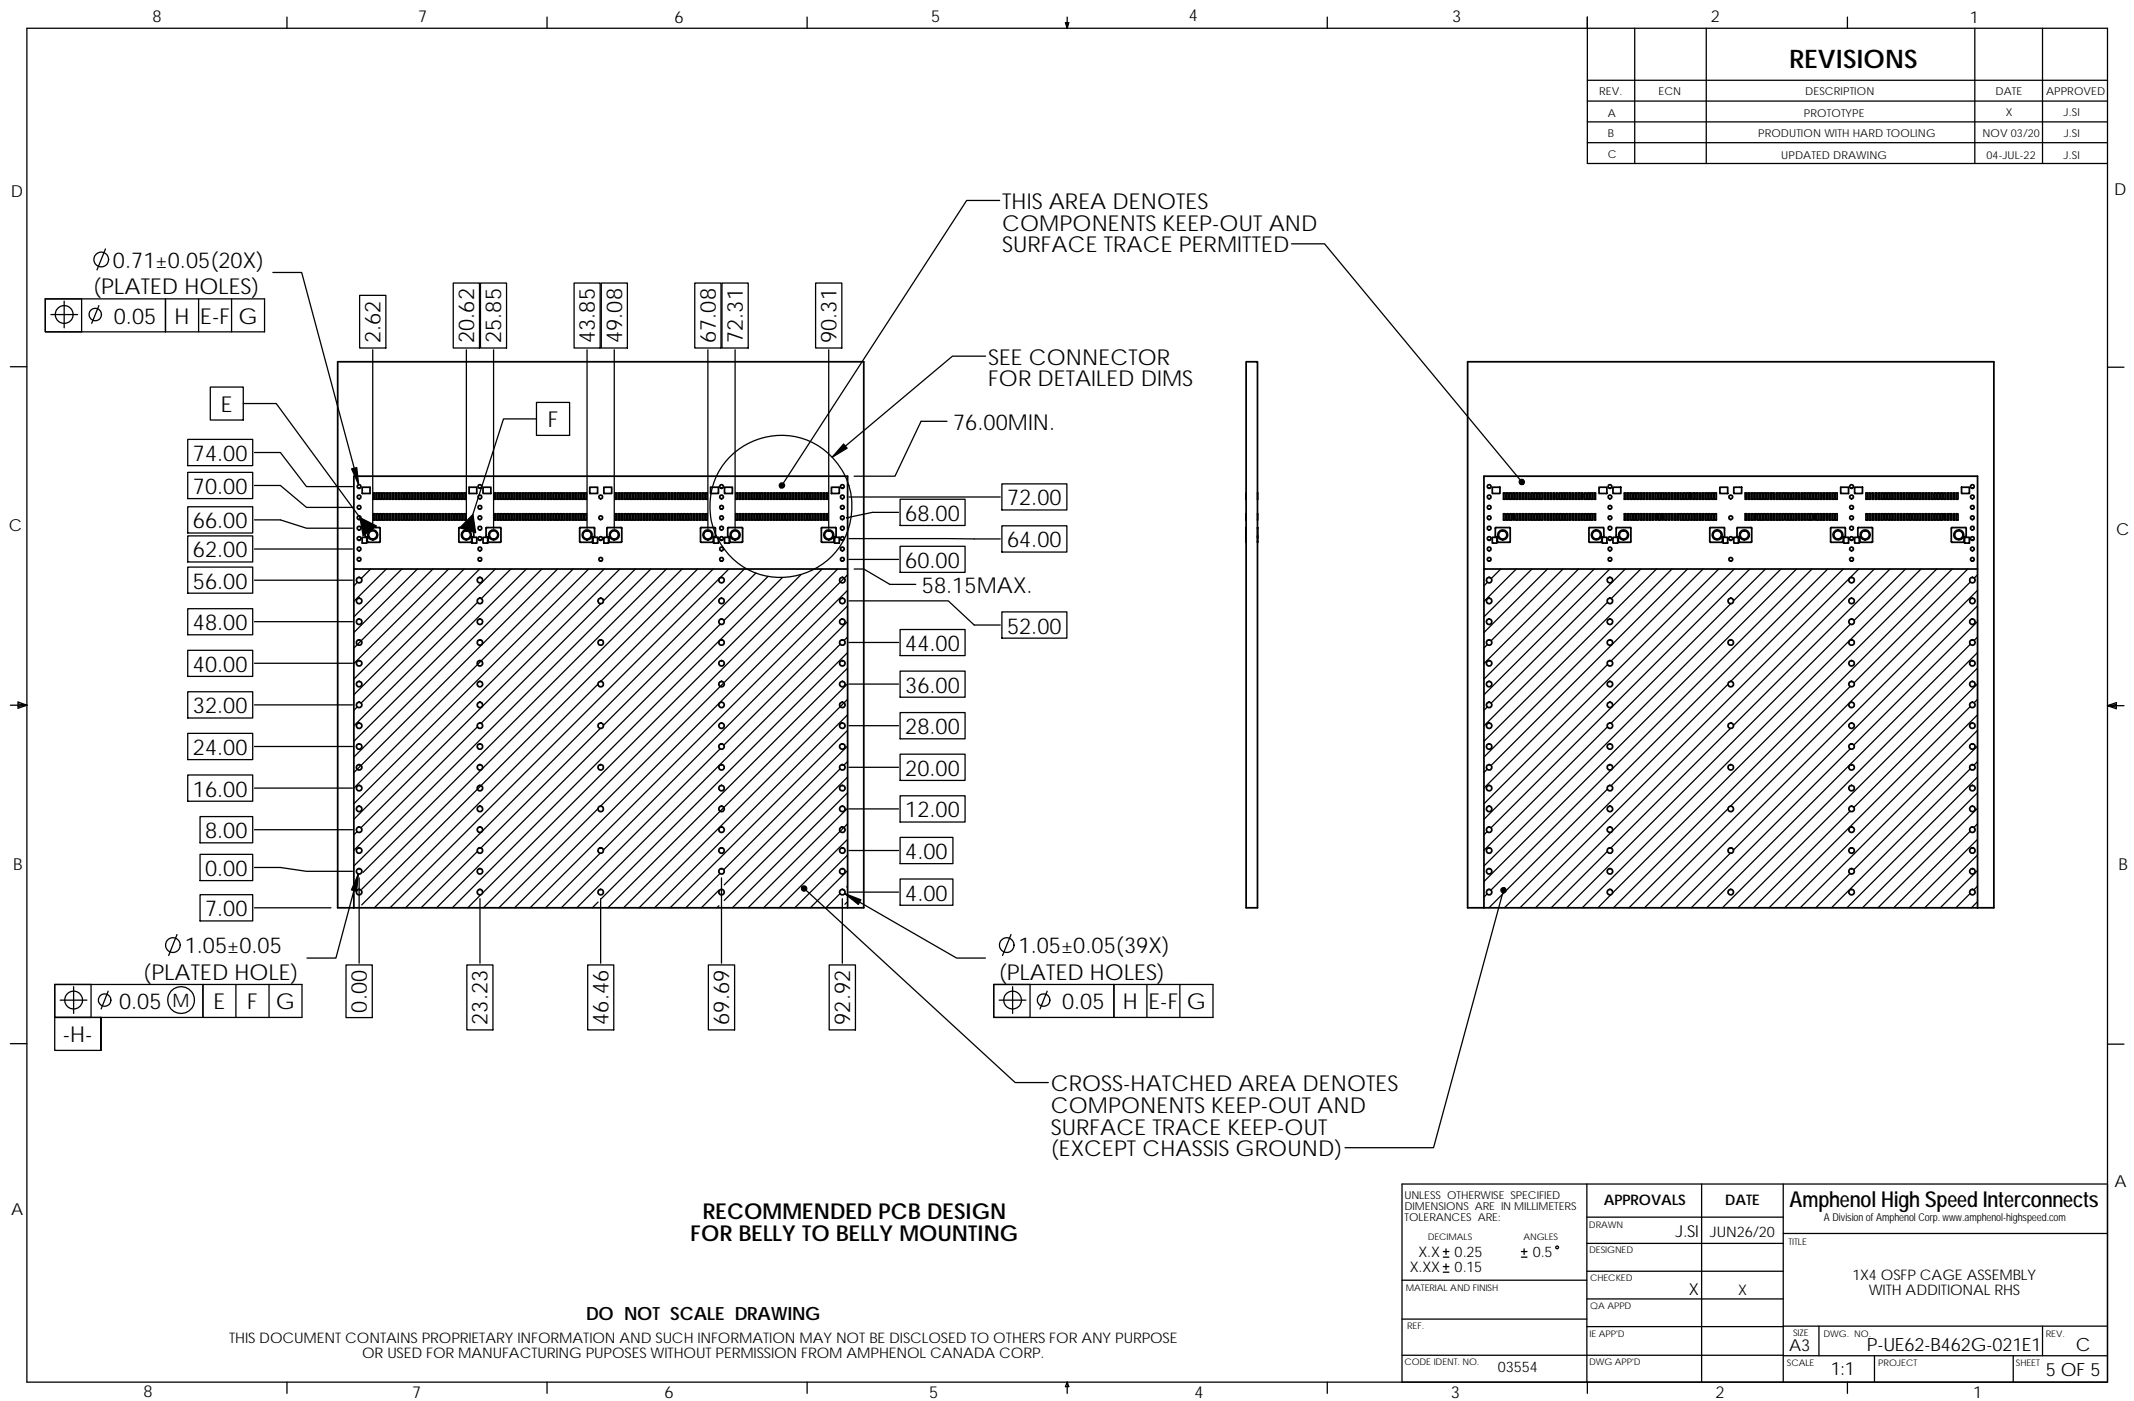 8 7 6 5 4 3 2 1
REVISIONS
REV. ECN DESCRIPTION DATE APPROVED
A PROTOTYPE X J.SI
B PRODUTION WITH HARD TOOLING NOV 03/20 J.SI
C UPDATED DRAWING 04-JUL-22 J.SI
D D
THIS AREA DENOTES
COMPONENTS KEEP-OUT AND
SURFACE TRACE PERMITTED
Ø0.71±0.05(20X)
(PLATED HOLES)
⌖ Ø 0.05 H E-F G
2.62 20.62 25.85 43.85 49.08 67.08 72.31 90.31
SEE CONNECTOR
FOR DETAILED DIMS
E
F
76.00MIN.
74.00
70.00
66.00
62.00
56.00
48.00
40.00
32.00
24.00
16.00
8.00
0.00
7.00
72.00
68.00
64.00
60.00
58.15MAX.
52.00
44.00
36.00
28.00
20.00
12.00
4.00
4.00
C C
B B
Ø1.05±0.05
(PLATED HOLE)
⌖ Ø 0.05 Ⓜ E F G
-H-
0.00 23.23 46.46 69.69 92.92
Ø1.05±0.05(39X)
(PLATED HOLES)
⌖ Ø 0.05 H E-F G
CROSS-HATCHED AREA DENOTES
COMPONENTS KEEP-OUT AND
SURFACE TRACE KEEP-OUT
(EXCEPT CHASSIS GROUND)
A A
RECOMMENDED PCB DESIGN
FOR BELLY TO BELLY MOUNTING
DO NOT SCALE DRAWING
THIS DOCUMENT CONTAINS PROPRIETARY INFORMATION AND SUCH INFORMATION MAY NOT BE DISCLOSED TO OTHERS FOR ANY PURPOSE
OR USED FOR MANUFACTURING PUPOSES WITHOUT PERMISSION FROM AMPHENOL CANADA CORP.
UNLESS OTHERWISE SPECIFIED
DIMENSIONS ARE IN MILLIMETERS
TOLERANCES ARE:
DECIMALS ANGLES
X.X ± 0.25 ± 0.5°
X.XX ± 0.15
MATERIAL AND FINISH
REF.
CODE IDENT. NO. 03554
APPROVALS DATE
DRAWN J.SI JUN26/20
DESIGNED
CHECKED X X
QA APPD
IE APP'D
DWG APP'D
Amphenol High Speed Interconnects
A Division of Amphenol Corp. www.amphenol-highspeed.com
TITLE
1X4 OSFP CAGE ASSEMBLY
WITH ADDITIONAL RHS
SIZE A3 DWG. NO. P-UE62-B462G-021E1 REV. C
SCALE 1:1 PROJECT SHEET 5 OF 5
8 7 6 5 4 3 2 1